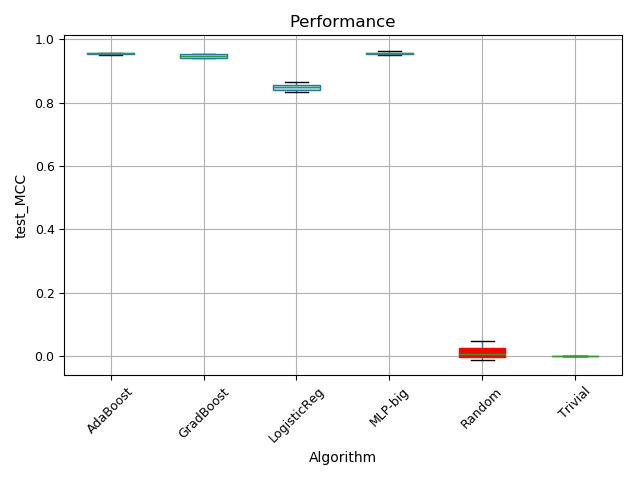 Performance
1.0
0.8
0.6
0.4
0.2
0.0
test_MCC
AdaBoost
GradBoost
LogisticReg
MLP-big
Random
Trivial
Algorithm